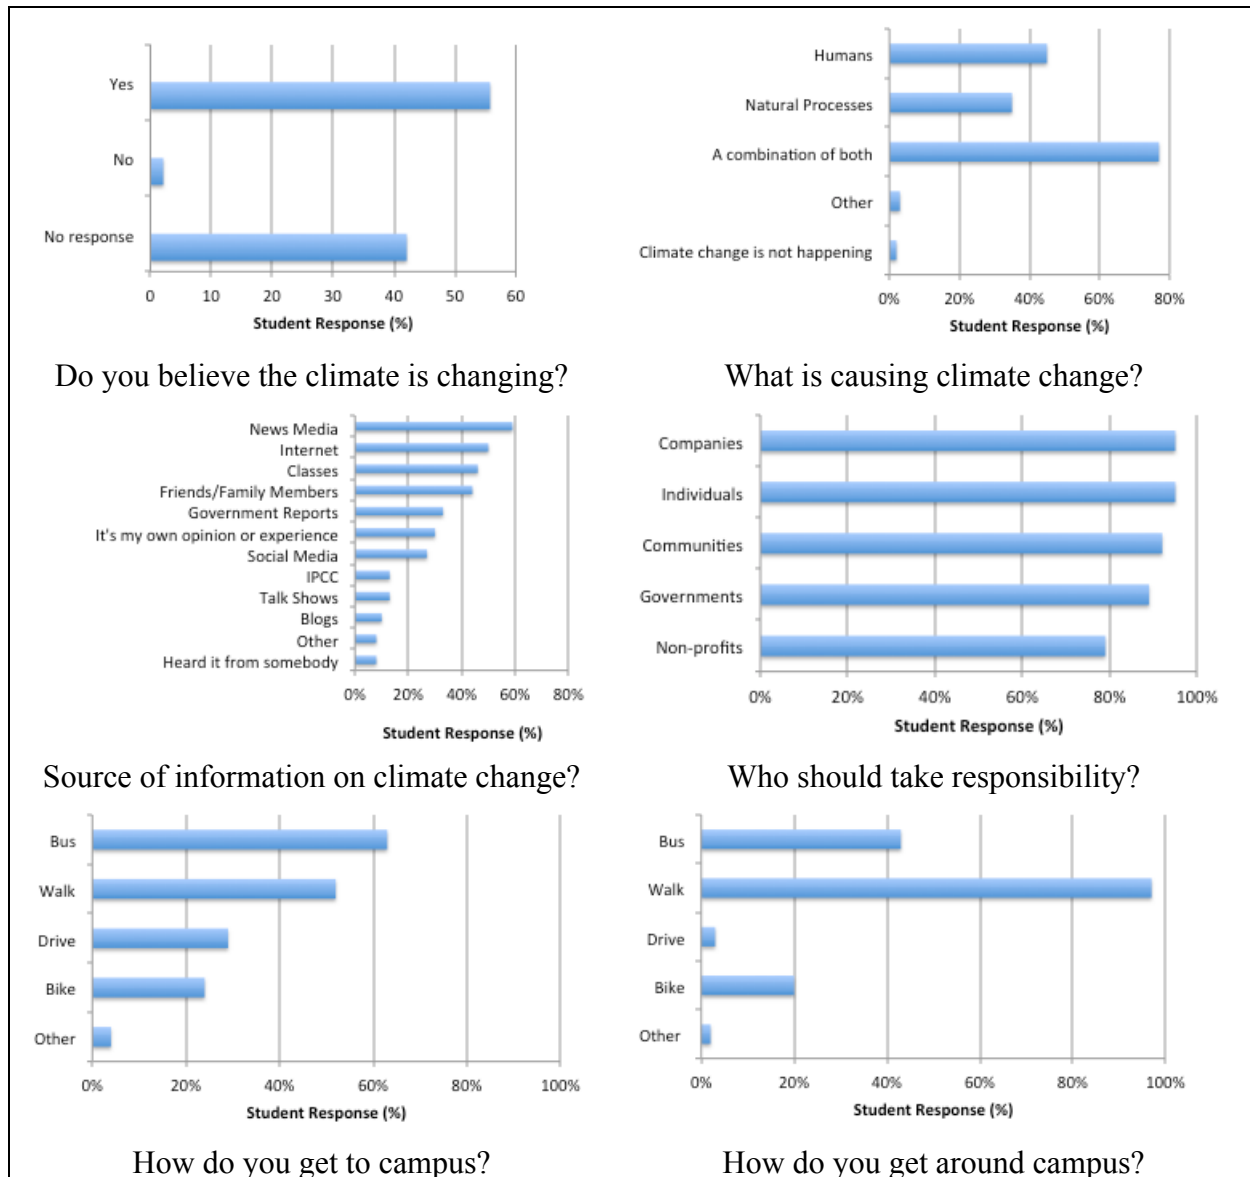 Yes
No
No response
0 10 20 30 40 50 60
Student Response (%)
Do you believe the climate is changing?
Humans
Natural Processes
A combination of both
Other
Climate change is not happening
0% 20% 40% 60% 80%
Student Response (%)
What is causing climate change?
News Media
Internet
Classes
Friends/Family Members
Government Reports
It's my own opinion or experience
Social Media
IPCC
Talk Shows
Blogs
Other
Heard it from somebody
0% 20% 40% 60% 80%
Student Response (%)
Source of information on climate change?
Companies
Individuals
Communities
Governments
Non-profits
0% 20% 40% 60% 80% 100%
Student Response (%)
Who should take responsibility?
Bus
Walk
Drive
Bike
Other
0% 20% 40% 60% 80% 100%
Student Response (%)
How do you get to campus?
Bus
Walk
Drive
Bike
Other
0% 20% 40% 60% 80% 100%
Student Response (%)
How do you get around campus?